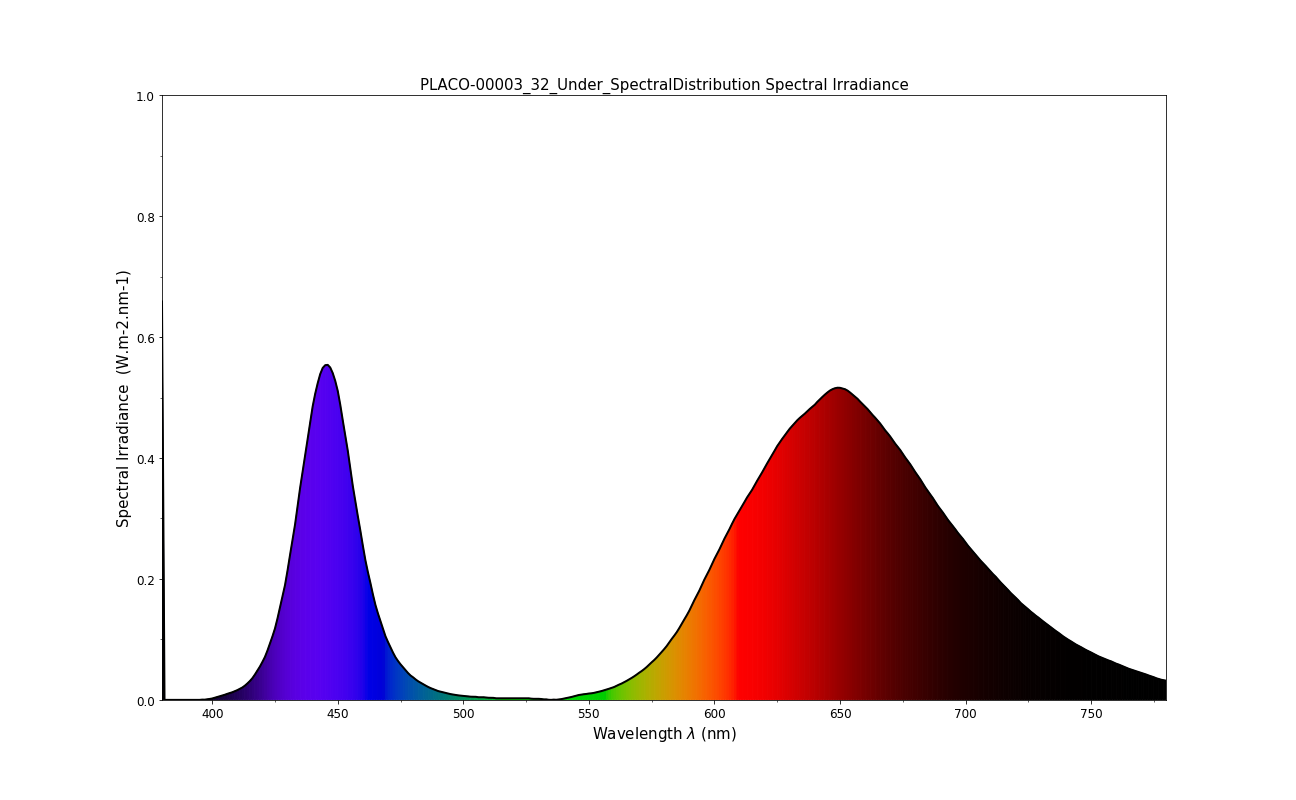 PLACO-00003_32_Under_SpectralDistribution Spectral Irradiance
1.0
0.8
0.6
0.4
0.2
0.0
Spectral Irradiance (W.m-2.nm-1)
400 450 500 550 600 650 700 750
Wavelength λ (nm)